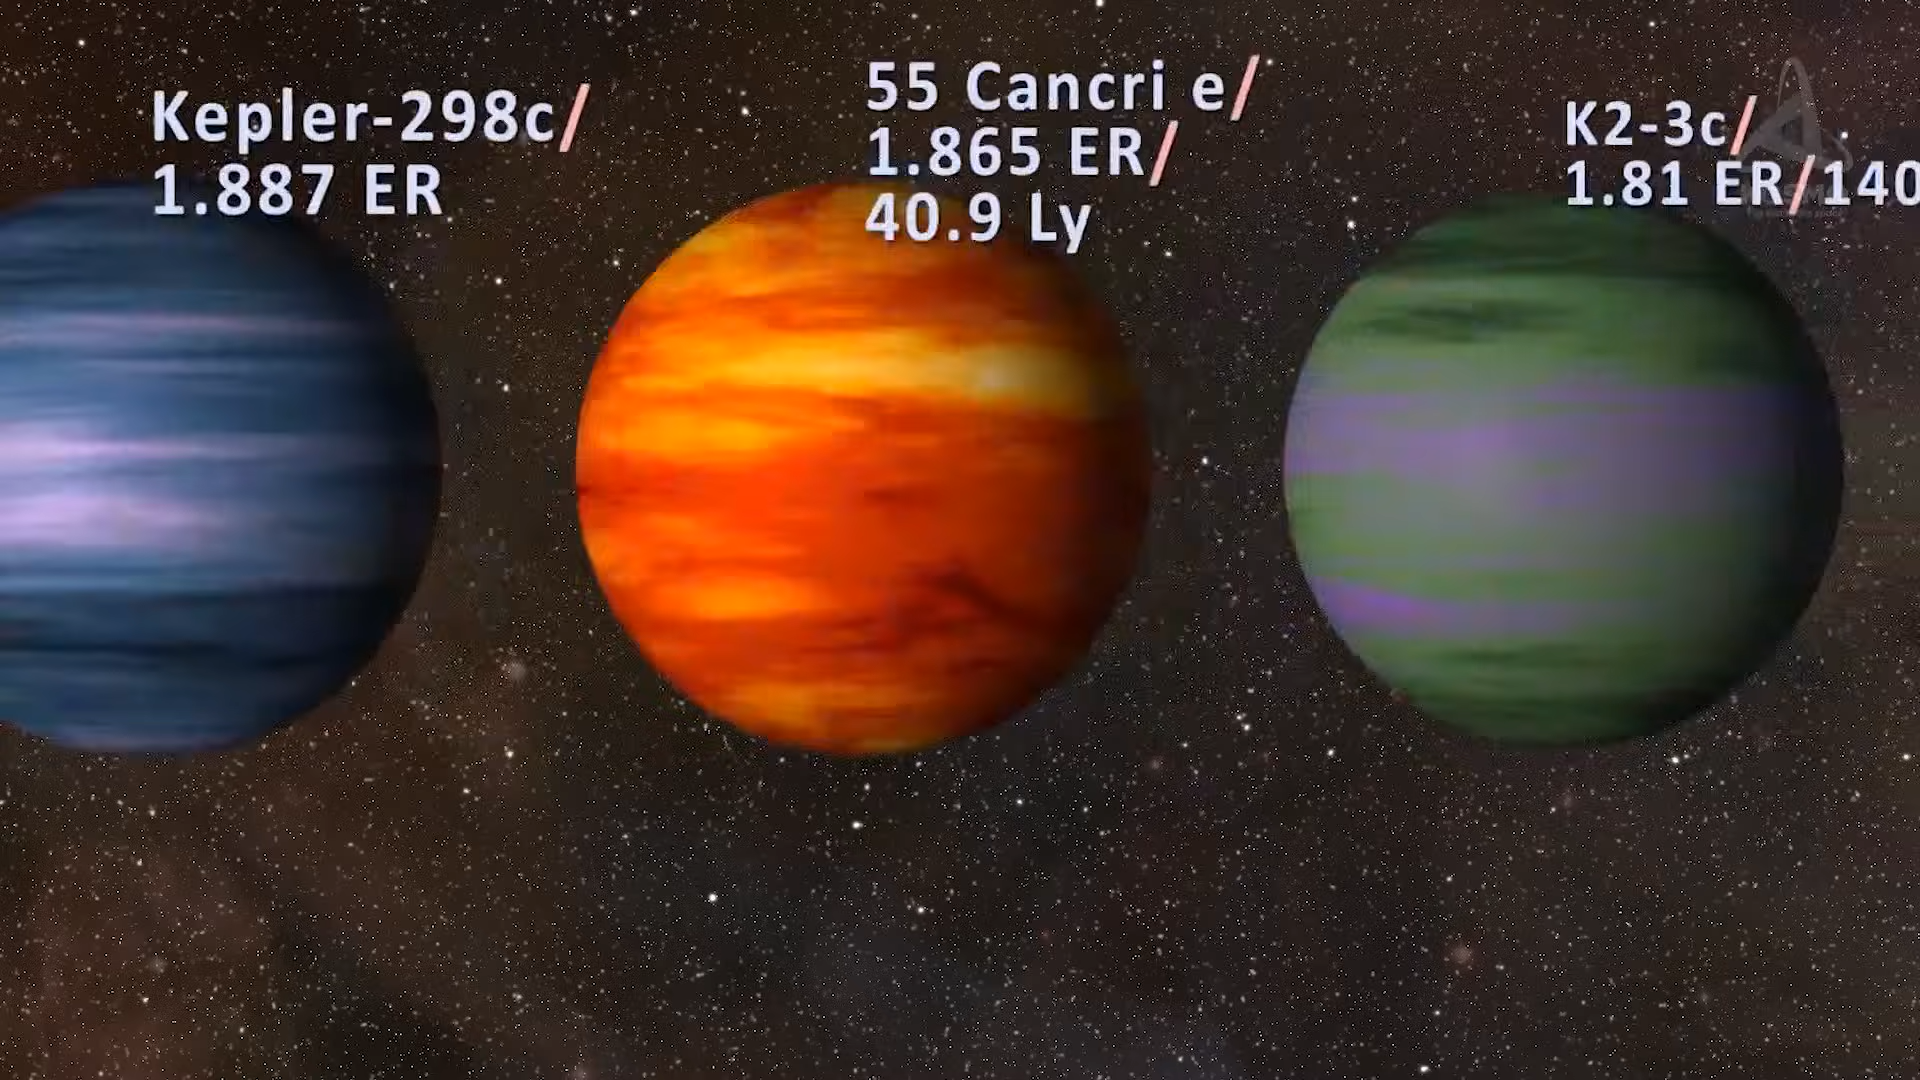 Kepler-298c/
1.887 ER
55 Cancri e/
1.865 ER/
40.9 Ly
K2-3c/
1.81 ER/140